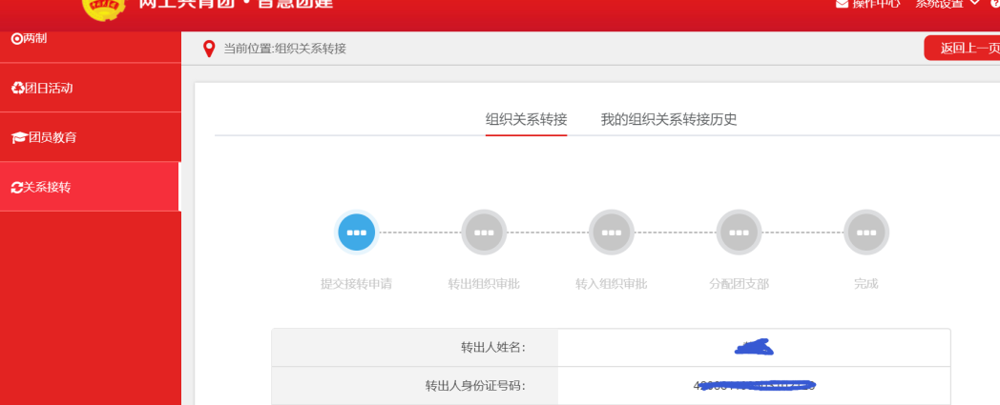 网上共青团·智慧团建
操作中心 系统设置
两制
当前位置:组织关系转接
返回上一页
团日活动
组织关系转接 我的组织关系转接历史
团员教育
关系接转
提交接转申请 转出组织审批 转入组织审批 分配团支部 完成
转出人姓名:
转出人身份证号码: